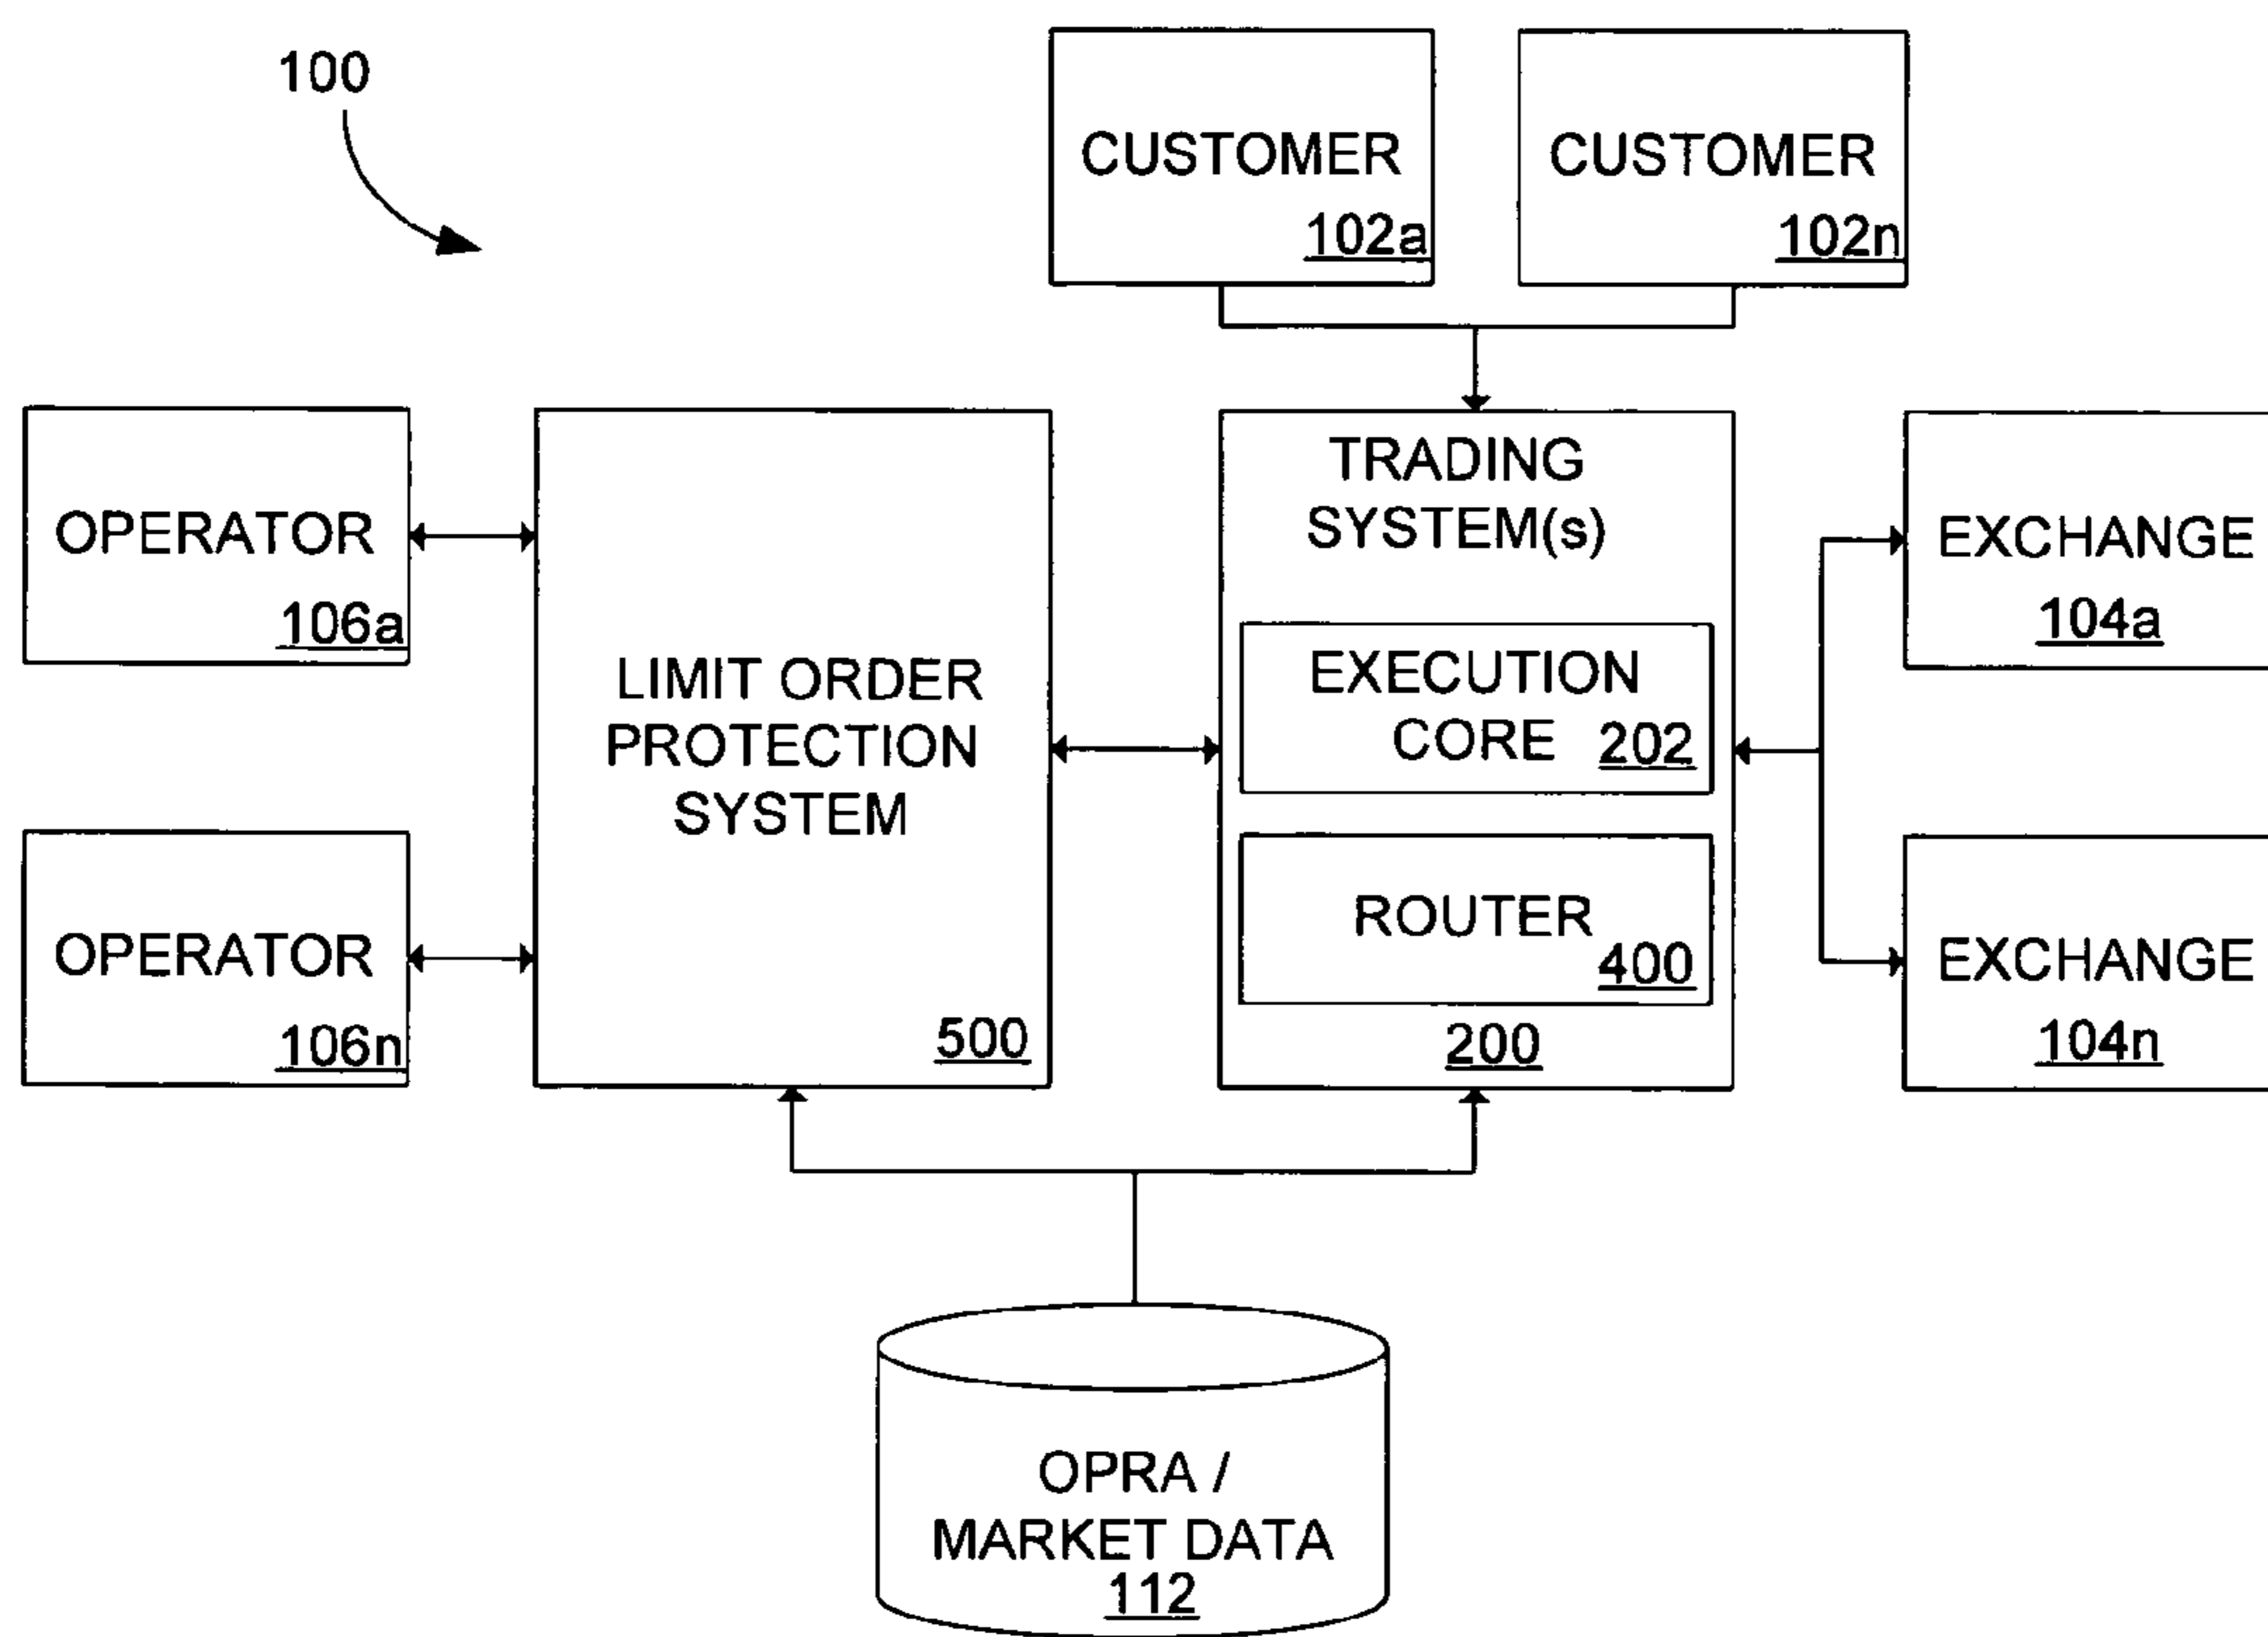 100
CUSTOMER
102a
CUSTOMER
102n
OPERATOR
106a
OPERATOR
106n
LIMIT ORDER
PROTECTION
SYSTEM
500
TRADING
SYSTEM(s)
EXECUTION
CORE 202
ROUTER
400
200
EXCHANGE
104a
EXCHANGE
104n
OPRA /
MARKET DATA
112